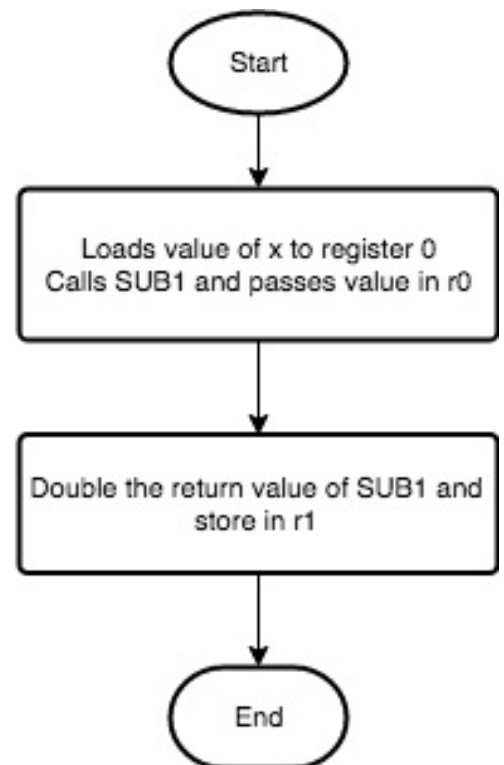 Start
Loads value of x to register 0
Calls SUB1 and passes value in r0
Double the return value of SUB1 and
store in r1
End